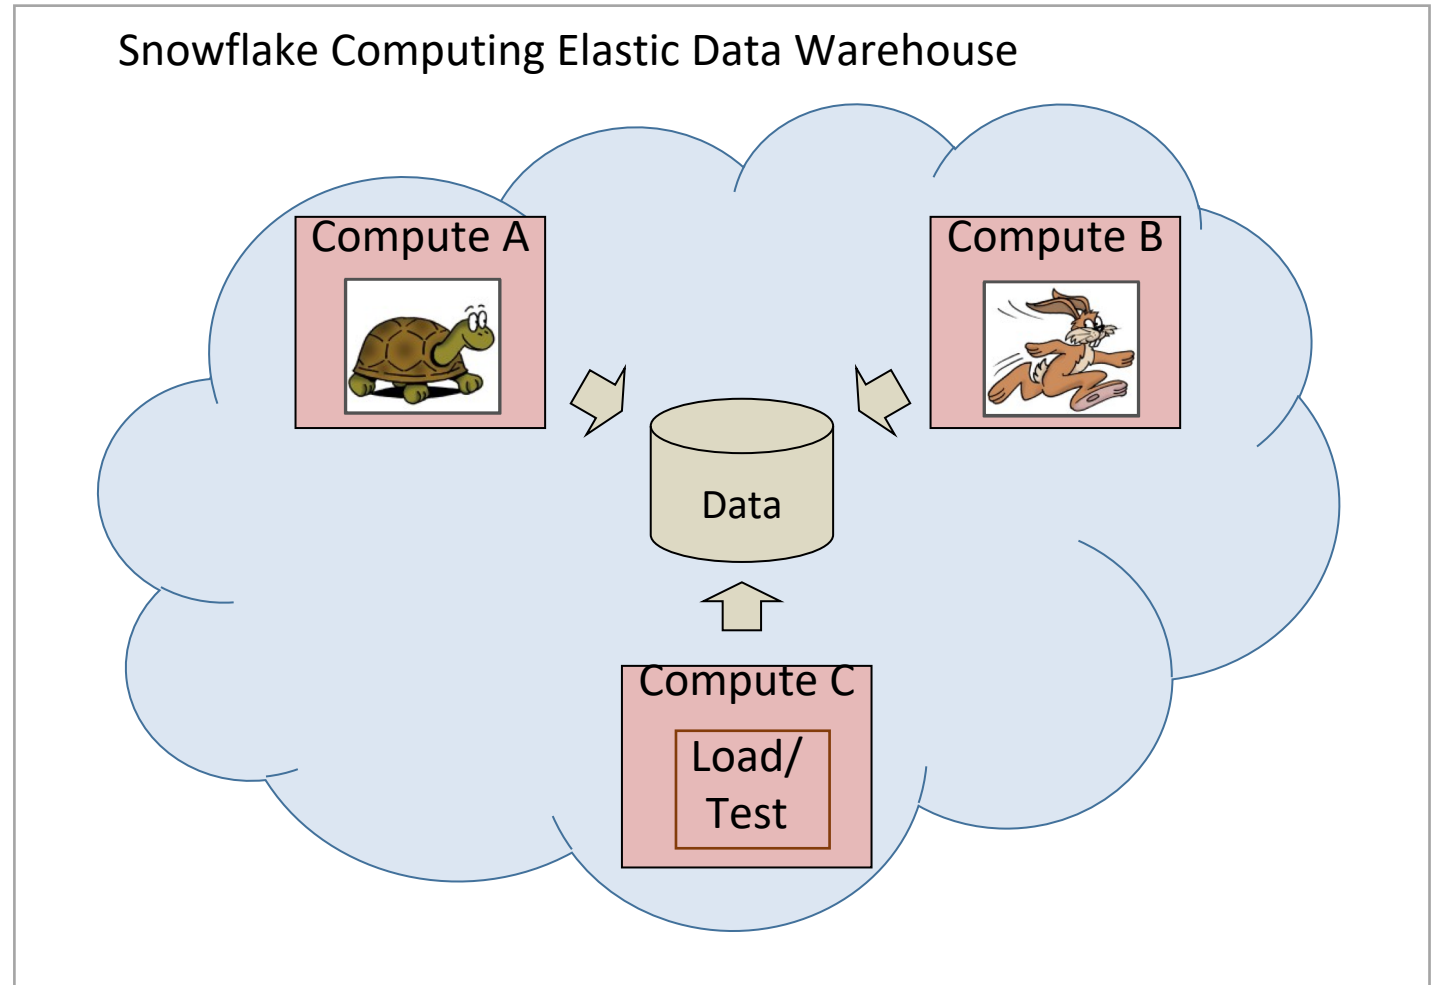 Snowflake Computing Elastic Data Warehouse
Compute A
Compute B
Data
Compute C
Load/
Test